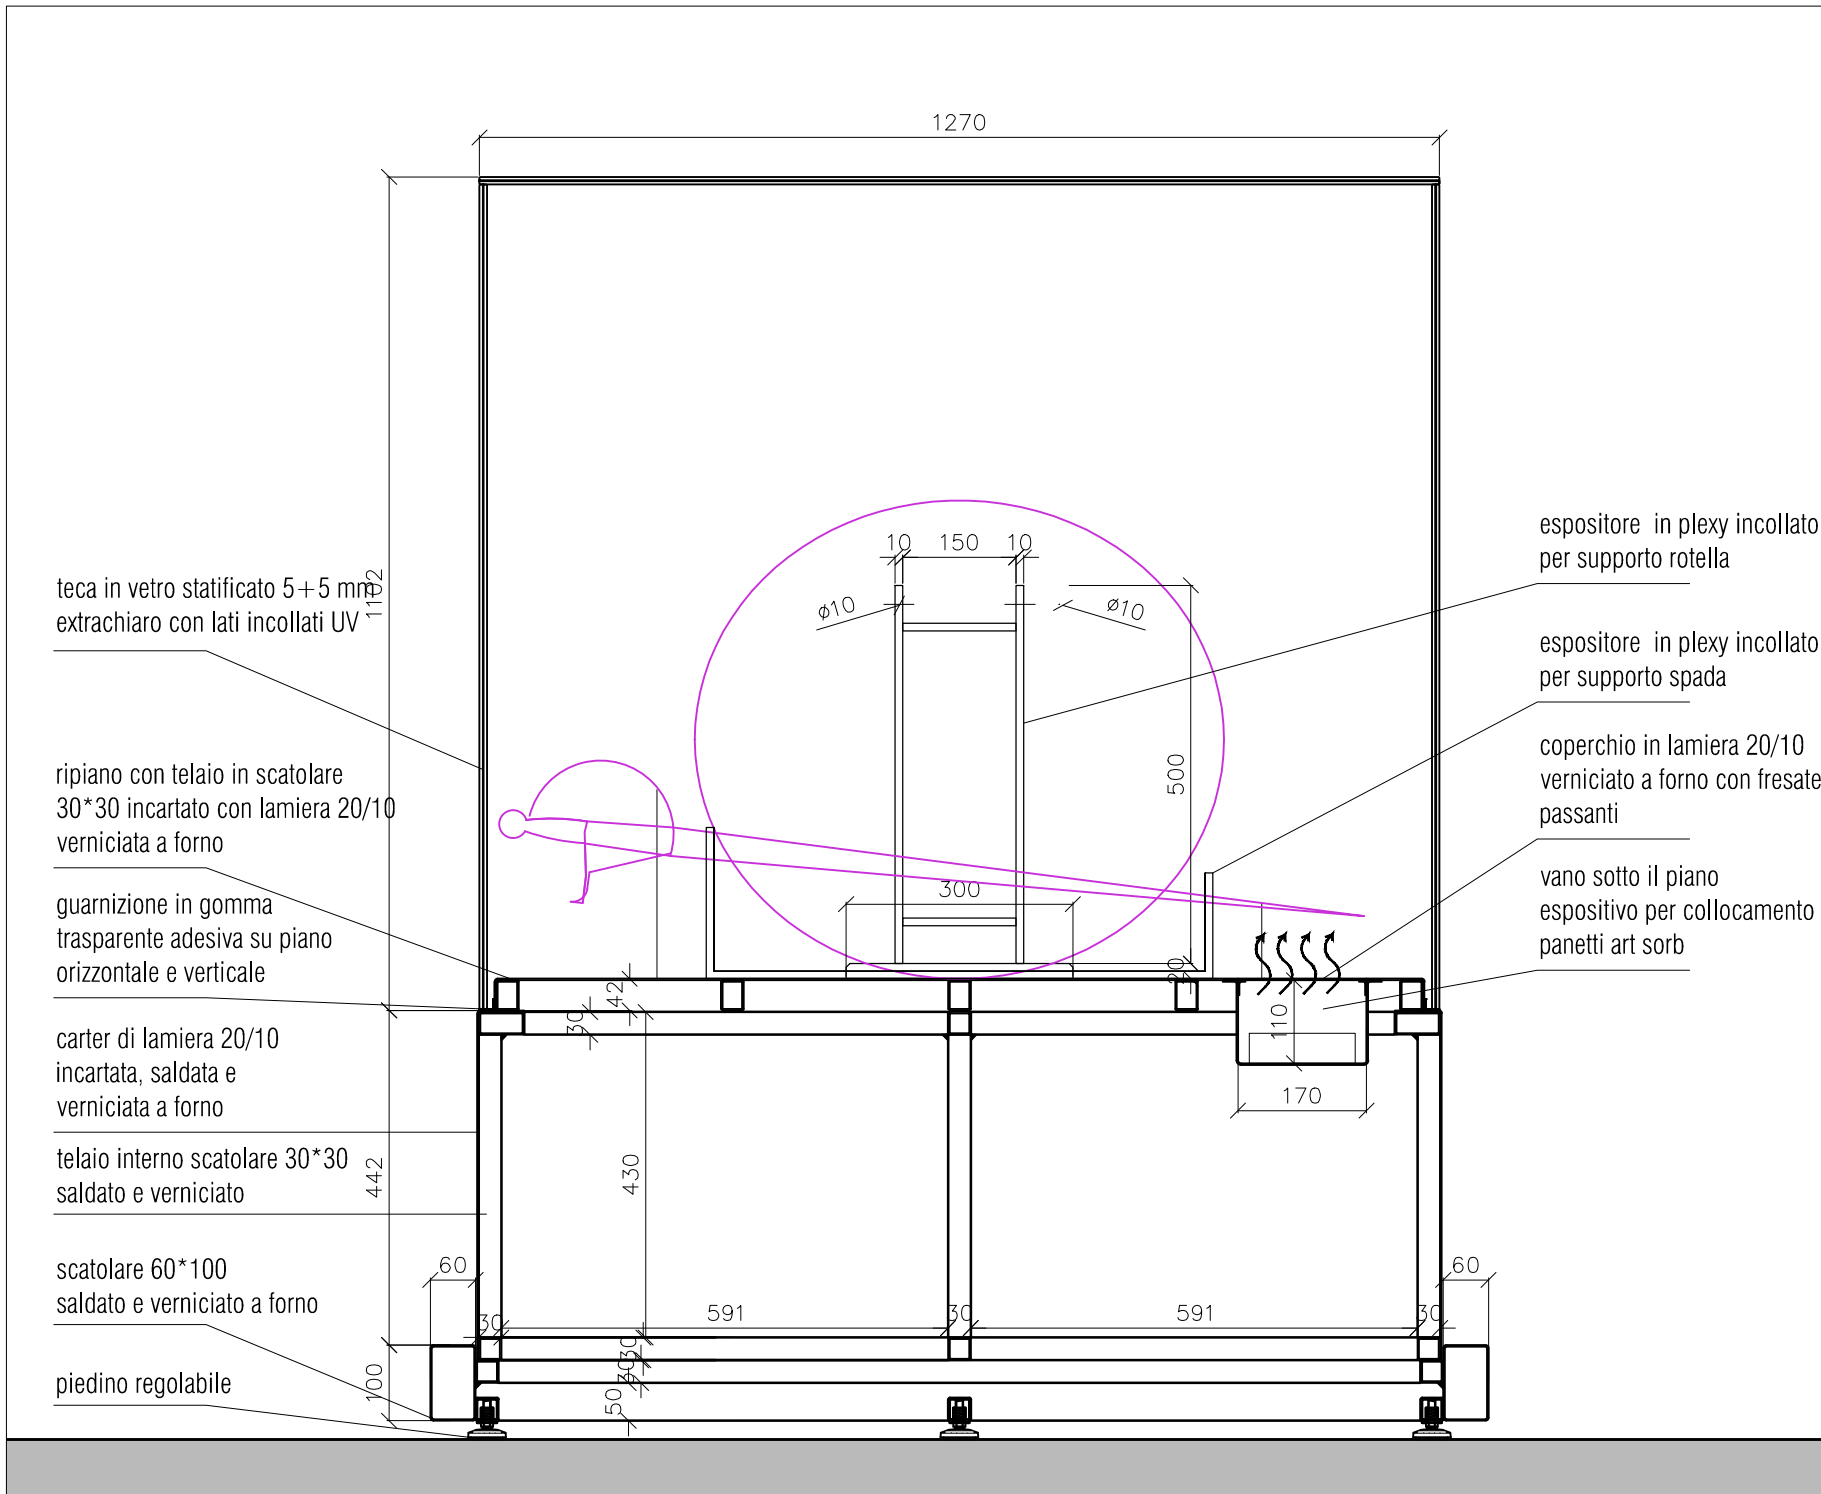 1270
1102
teca in vetro statificato 5+5 mm
extrachiaro con lati incollati UV
ripiano con telaio in scatolare
30*30 incartato con lamiera 20/10
verniciata a forno
guarnizione in gomma
trasparente adesiva su piano
orizzontale e verticale
carter di lamiera 20/10
incartata, saldata e
verniciata a forno
telaio interno scatolare 30*30
saldato e verniciato
442
scatolare 60*100
saldato e verniciato a forno
piedino regolabile
100
60
10
150
10
ø10
ø10
500
300
20
42
30
110
170
430
591
591
30
30
30
30
30
50
60
espositore in plexy incollato
per supporto rotella
espositore in plexy incollato
per supporto spada
coperchio in lamiera 20/10
verniciato a forno con fresate
passanti
vano sotto il piano
espositivo per collocamento
panetti art sorb